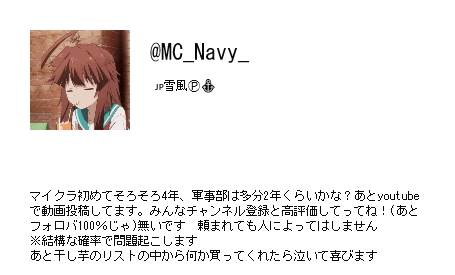 @MC_Navy_
JP雪風Ⓟ⚓
マイクラ初めてそろそろ4年、軍事部は多分2年くらいかな？あとyoutube
で動画投稿してます。みんなチャンネル登録と高評価してってね！(あと
フォロバ100%じゃ)無いです　頼まれても人によってはしません
※結構な確率で問題起こします
あと干し芋のリストの中から何か買ってくれたら泣いて喜びます